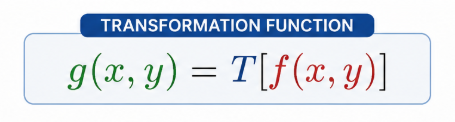 TRANSFORMATION FUNCTION
g(x, y) = T[f(x, y)]